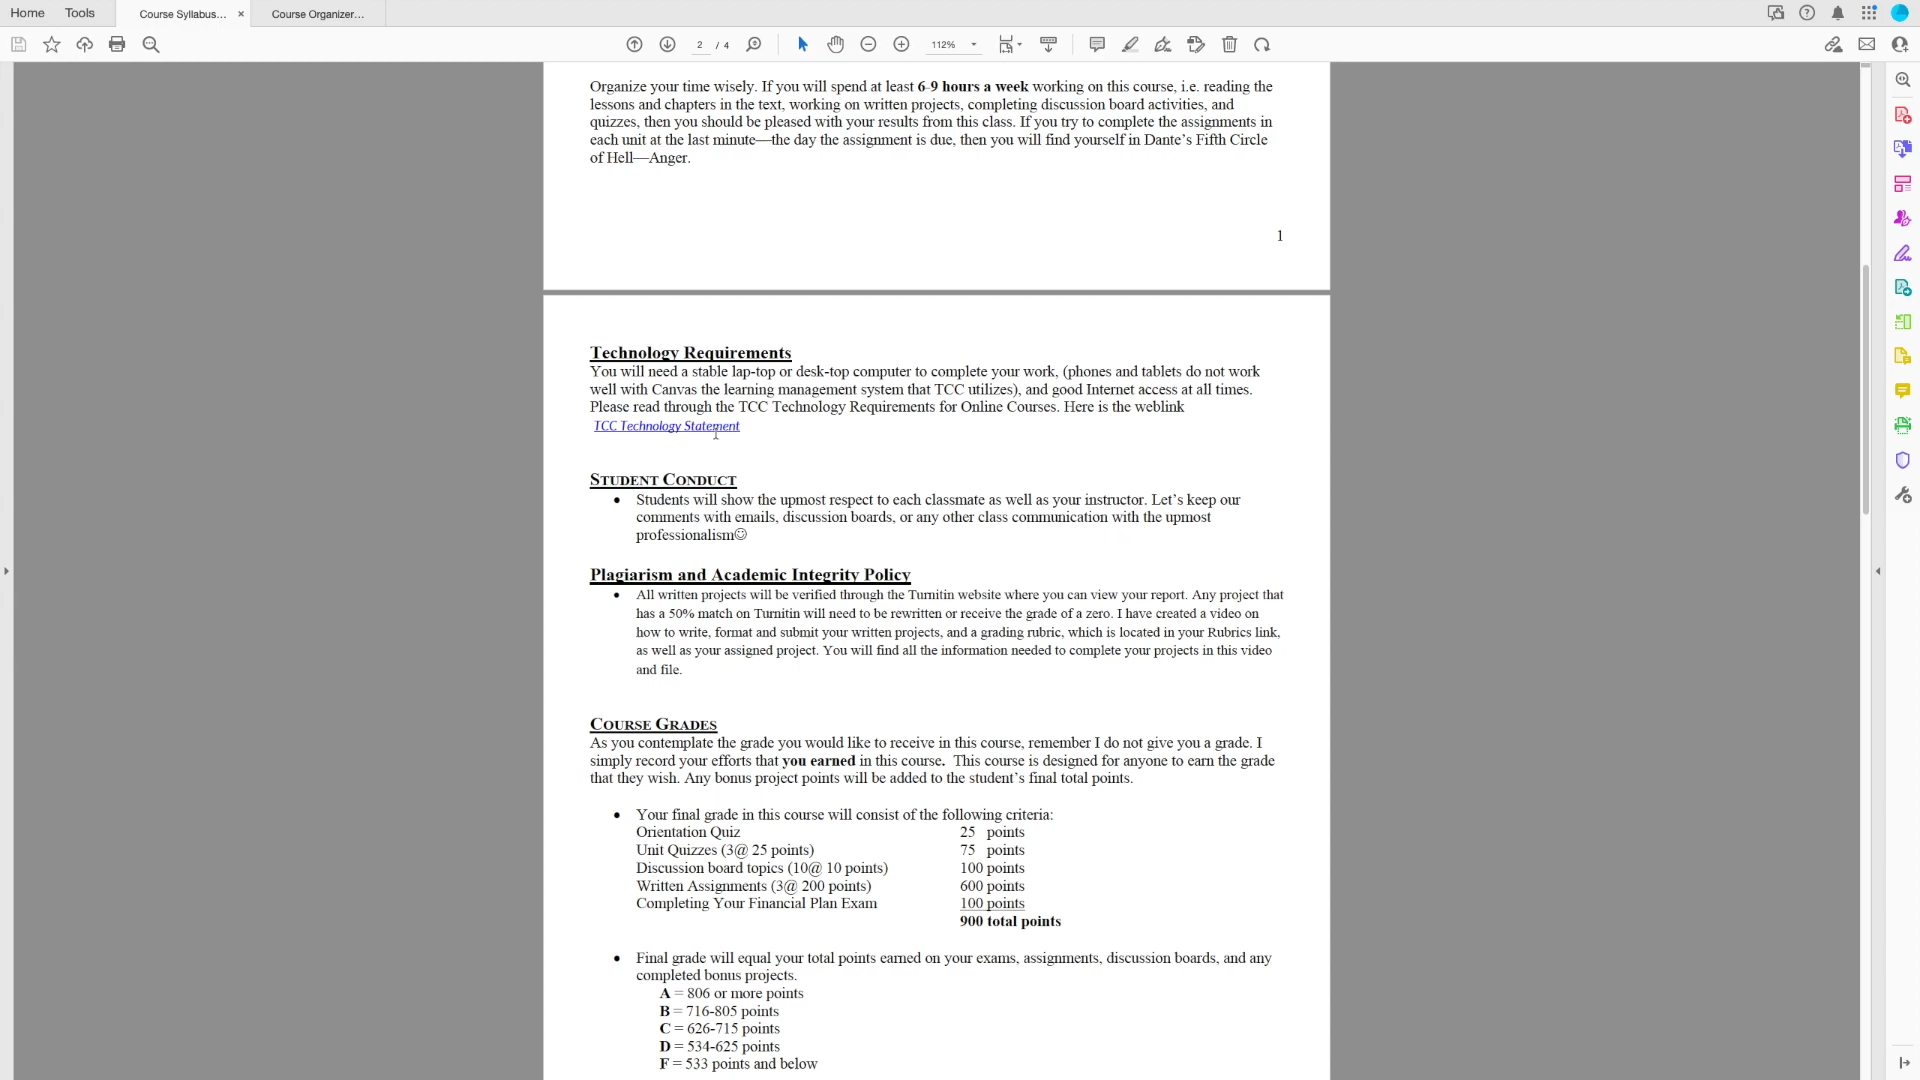 Home Tools Course Syllabus... × Course Organizer...
2 / 4 112%
Organize your time wisely. If you will spend at least 6-9 hours a week working on this course, i.e. reading the
lessons and chapters in the text, working on written projects, completing discussion board activities, and
quizzes, then you should be pleased with your results from this class. If you try to complete the assignments in
each unit at the last minute—the day the assignment is due, then you will find yourself in Dante's Fifth Circle
of Hell—Anger.
1
Technology Requirements
You will need a stable lap-top or desk-top computer to complete your work, (phones and tablets do not work
well with Canvas the learning management system that TCC utilizes), and good Internet access at all times.
Please read through the TCC Technology Requirements for Online Courses. Here is the weblink
TCC Technology Statement
STUDENT CONDUCT
• Students will show the upmost respect to each classmate as well as your instructor. Let's keep our
comments with emails, discussion boards, or any other class communication with the upmost
professionalism☺
Plagiarism and Academic Integrity Policy
• All written projects will be verified through the Turnitin website where you can view your report. Any project that
has a 50% match on Turnitin will need to be rewritten or receive the grade of a zero. I have created a video on
how to write, format and submit your written projects, and a grading rubric, which is located in your Rubrics link,
as well as your assigned project. You will find all the information needed to complete your projects in this video
and file.
COURSE GRADES
As you contemplate the grade you would like to receive in this course, remember I do not give you a grade. I
simply record your efforts that you earned in this course. This course is designed for anyone to earn the grade
that they wish. Any bonus project points will be added to the student's final total points.
• Your final grade in this course will consist of the following criteria:
Orientation Quiz 25 points
Unit Quizzes (3@ 25 points) 75 points
Discussion board topics (10@ 10 points) 100 points
Written Assignments (3@ 200 points) 600 points
Completing Your Financial Plan Exam 100 points
900 total points
• Final grade will equal your total points earned on your exams, assignments, discussion boards, and any
completed bonus projects.
A = 806 or more points
B = 716-805 points
C = 626-715 points
D = 534-625 points
F = 533 points and below